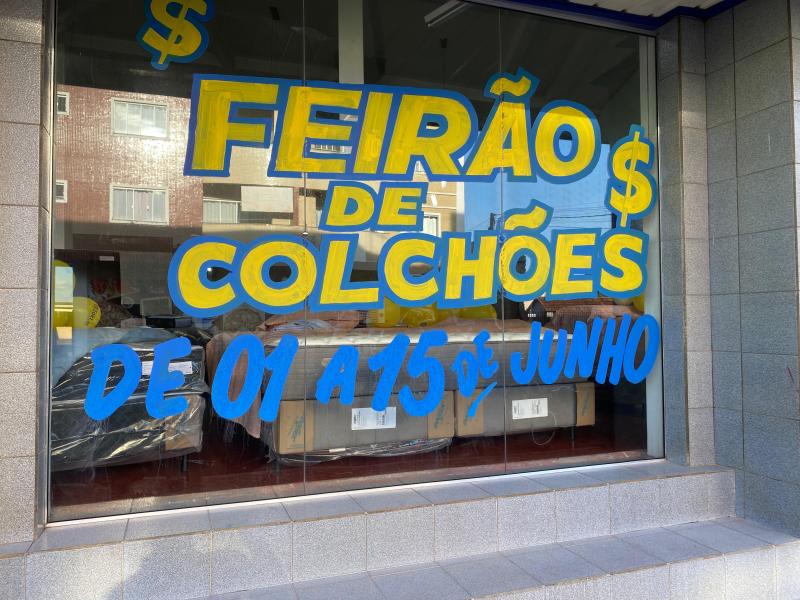 $
FEIRÃO
$
DE
COLCHÕES
DE 01 A 15 DE JUNHO